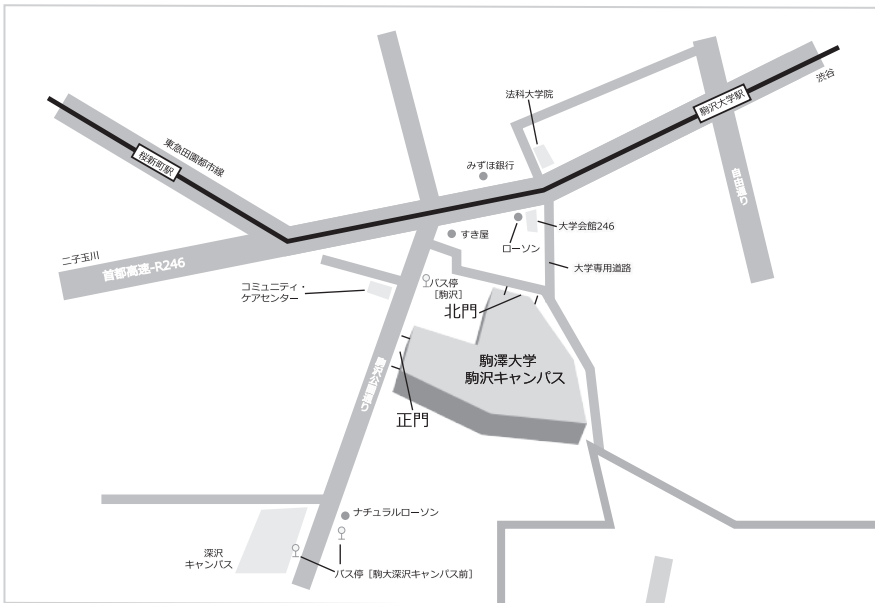 法科大学院
駒沢大学駅
渋谷
東急田園都市線
桜新町駅
みずほ銀行
自由通り
すき屋
ローソン
大学会館246
二子玉川
首都高速-R246
大学専用道路
コミュニティ・
ケアセンター
バス停
[駒沢]
北門
駒澤大学
駒沢キャンパス
駒沢公園通り
正門
ナチュラルローソン
深沢
キャンパス
バス停［駒大深沢キャンパス前］